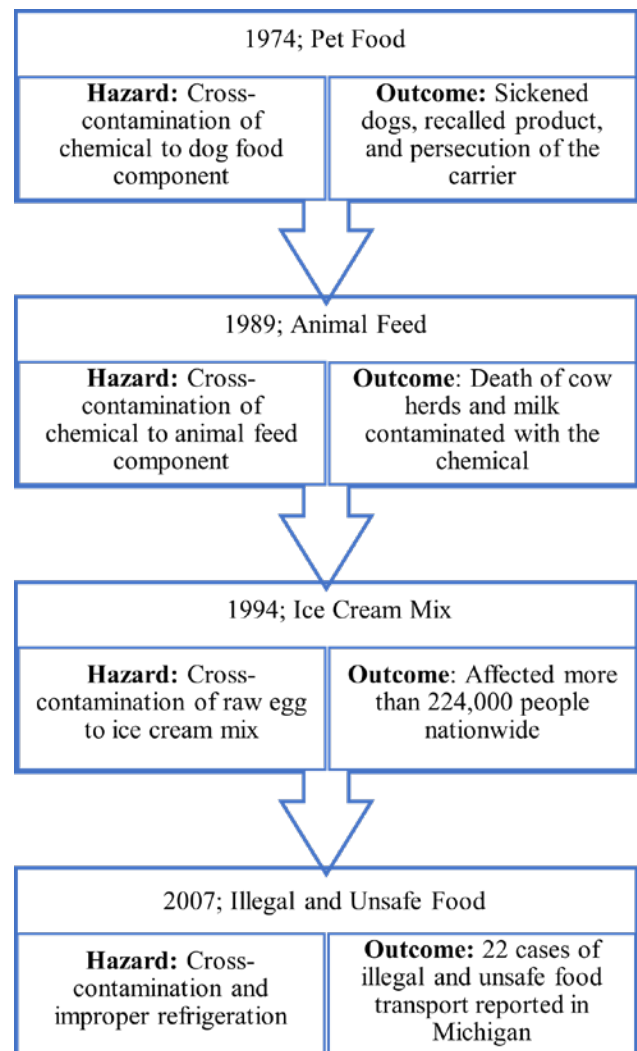 1974; Pet Food
Hazard: Cross-
contamination of
chemical to dog food
component
Outcome: Sickened
dogs, recalled product,
and persecution of the
carrier
1989; Animal Feed
Hazard: Cross-
contamination of
chemical to animal feed
component
Outcome: Death of cow
herds and milk
contaminated with the
chemical
1994; Ice Cream Mix
Hazard: Cross-
contamination of raw egg
to ice cream mix
Outcome: Affected more
than 224,000 people
nationwide
2007; Illegal and Unsafe Food
Hazard: Cross-
contamination and
improper refrigeration
Outcome: 22 cases of
illegal and unsafe food
transport reported in
Michigan